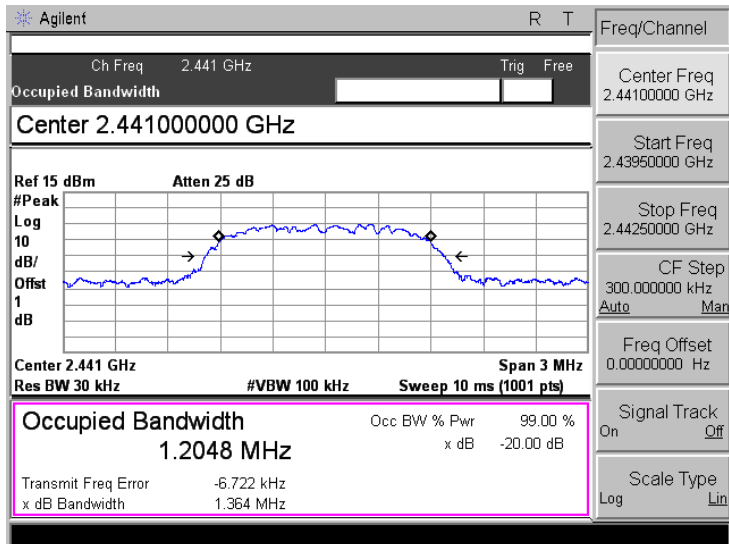 Agilent R T
Ch Freq 2.441 GHz Trig Free
Occupied Bandwidth
Center 2.441000000 GHz
Ref 15 dBm Atten 25 dB
#Peak
Log
10
dB/
Offst
1
dB
Center 2.441 GHz Span 3 MHz
Res BW 30 kHz #VBW 100 kHz Sweep 10 ms (1001 pts)
Occupied Bandwidth
1.2048 MHz
Occ BW % Pwr 99.00 %
x dB -20.00 dB
Transmit Freq Error -6.722 kHz
x dB Bandwidth 1.364 MHz
Freq/Channel
Center Freq
2.44100000 GHz
Start Freq
2.43950000 GHz
Stop Freq
2.44250000 GHz
CF Step
300.000000 kHz
Auto Man
Freq Offset
0.00000000 Hz
Signal Track
On Off
Scale Type
Log Lin